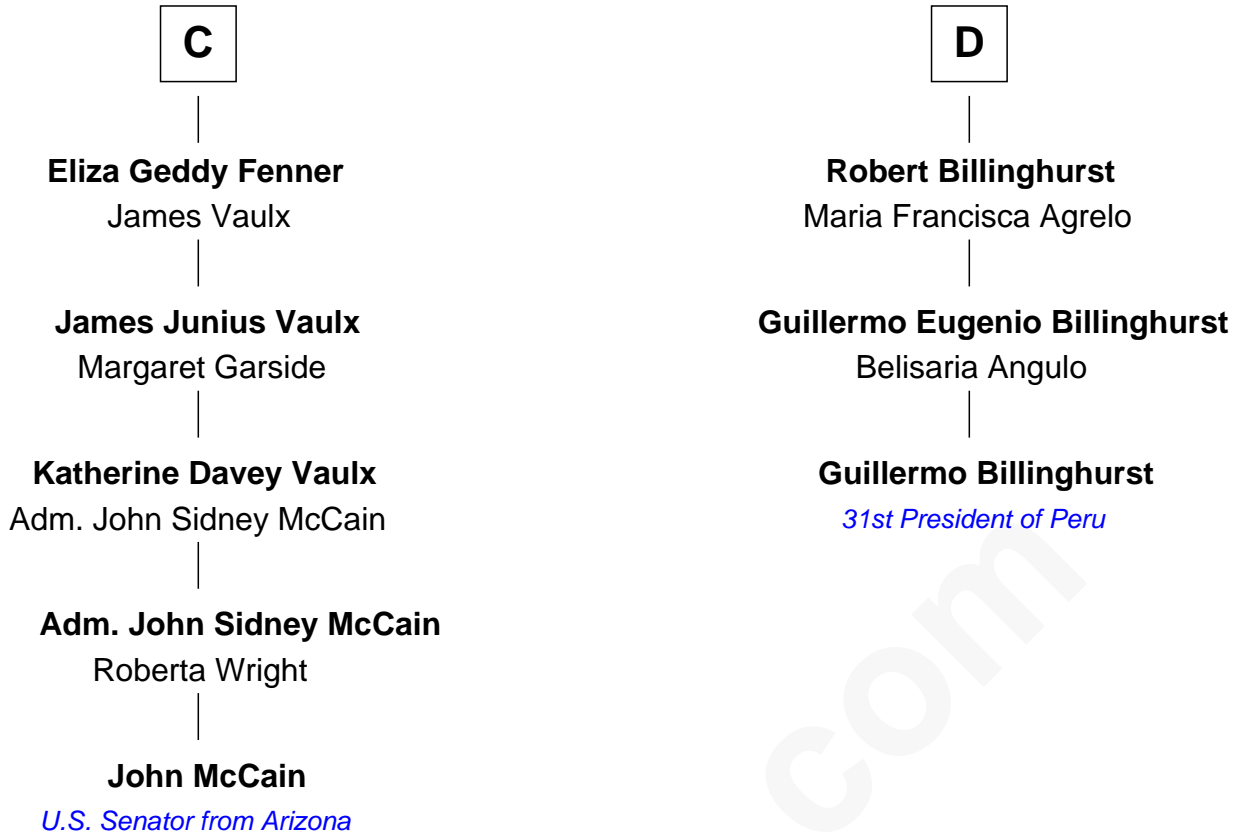 C
Eliza Geddy Fenner
James Vaulx
James Junius Vaulx
Margaret Garside
Katherine Davey Vaulx
Adm. John Sidney McCain
Adm. John Sidney McCain
Roberta Wright
John McCain
U.S. Senator from Arizona
D
Robert Billinghurst
Maria Francisca Agrelo
Guillermo Eugenio Billinghurst
Belisaria Angulo
Guillermo Billinghurst
31st President of Peru
com